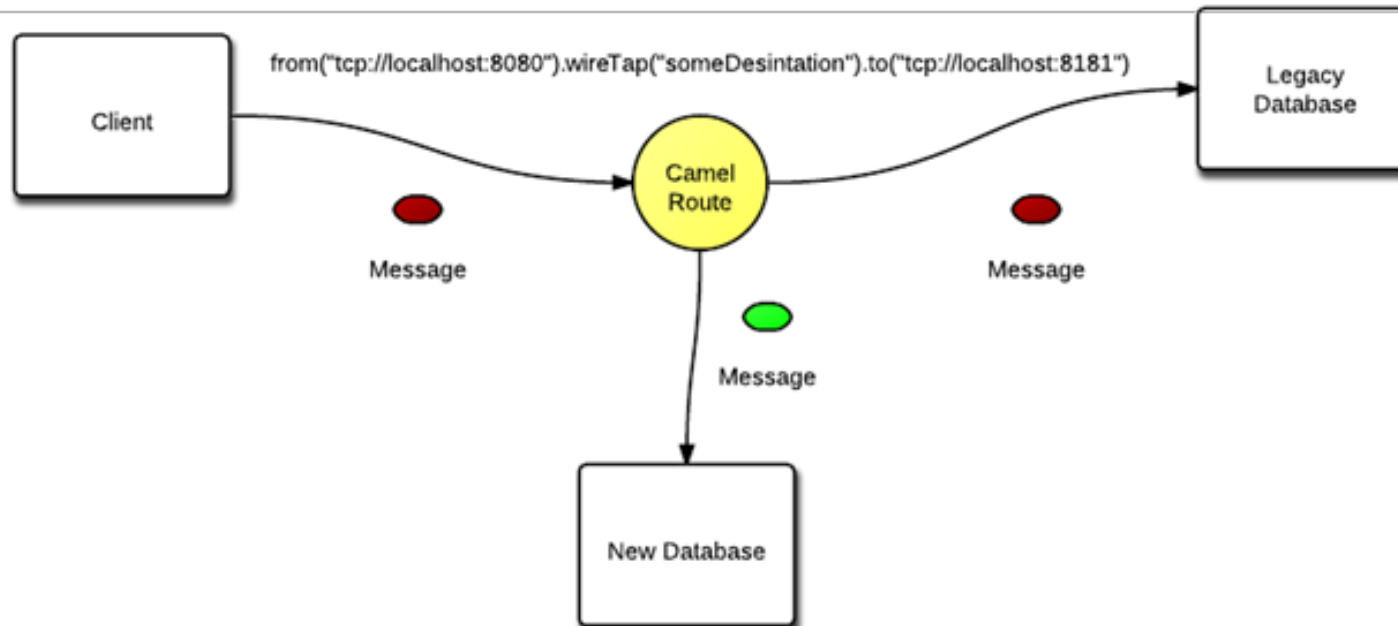 from("tcp://localhost:8080").wireTap("someDesintation").to("tcp://localhost:8181")
Client
Legacy
Database
Camel
Route
Message
Message
Message
New Database